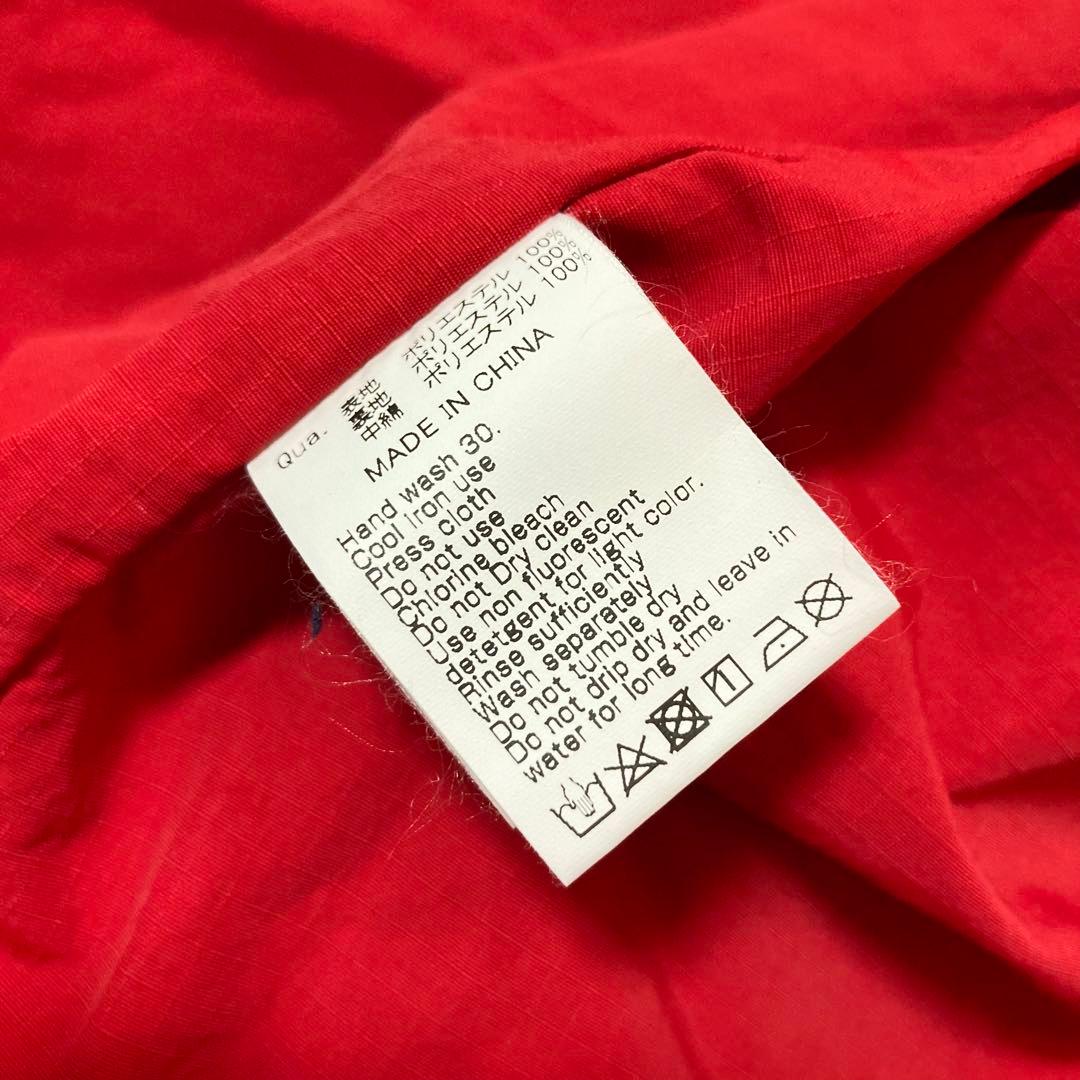 Qua. 表地 ポリエステル 100%
裏地 ポリエステル 100%
中綿 ポリエステル 100%
MADE IN CHINA
Hand wash 30.
Cool Iron use
Press cloth
Do not use
Chlorine bleach
Do not Dry clean
Use non fluorescent
detetgent for light color.
Rinse sufficiently
Wash separately
Do not tumble dry
Do not drip dry and leave in
water for long time.